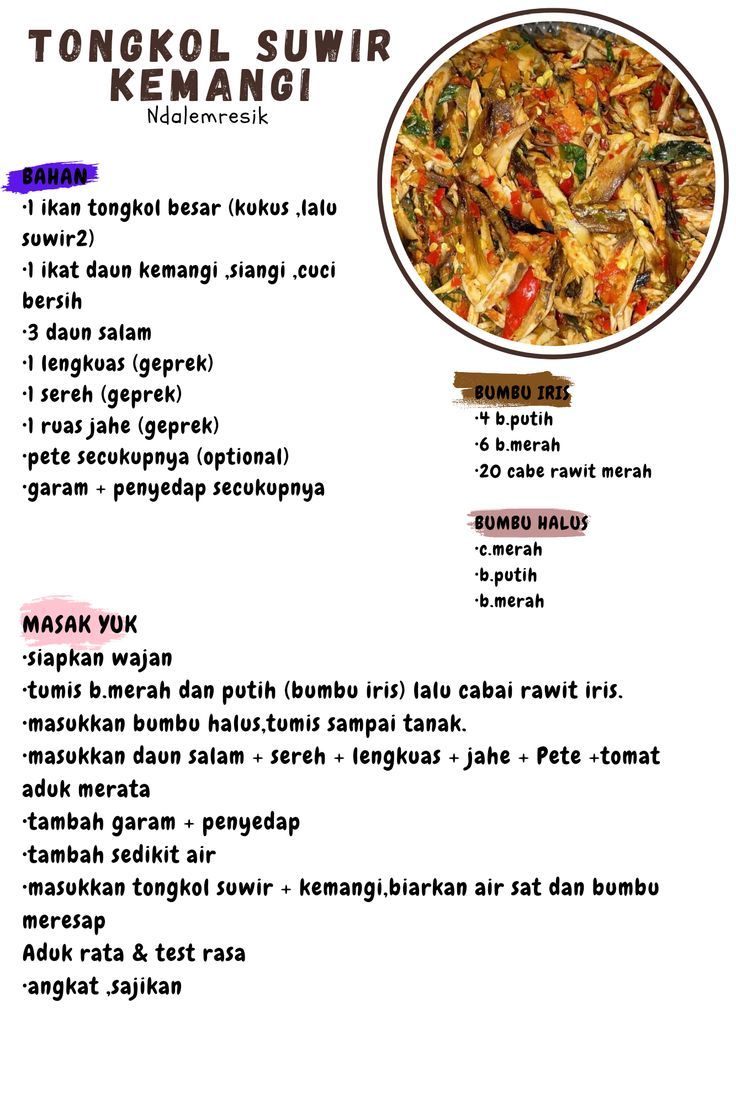 TONGKOL SUWIR
KEMANGI
Ndalemresik
BAHAN
·1 ikan tongkol besar (kukus ,lalu
suwir2)
·1 ikat daun kemangi ,siangi ,cuci
bersih
·3 daun salam
·1 lengkuas (geprek)
·1 sereh (geprek)
·1 ruas jahe (geprek)
·pete secukupnya (optional)
·garam + penyedap secukupnya
BUMBU IRIS
·4 b.putih
·6 b.merah
·20 cabe rawit merah
BUMBU HALUS
·c.merah
·b.putih
·b.merah
MASAK YUK
·siapkan wajan
·tumis b.merah dan putih (bumbu iris) lalu cabai rawit iris.
·masukkan bumbu halus,tumis sampai tanak.
·masukkan daun salam + sereh + lengkuas + jahe + Pete +tomat
aduk merata
·tambah garam + penyedap
·tambah sedikit air
·masukkan tongkol suwir + kemangi,biarkan air sat dan bumbu
meresap
Aduk rata & test rasa
·angkat ,sajikan